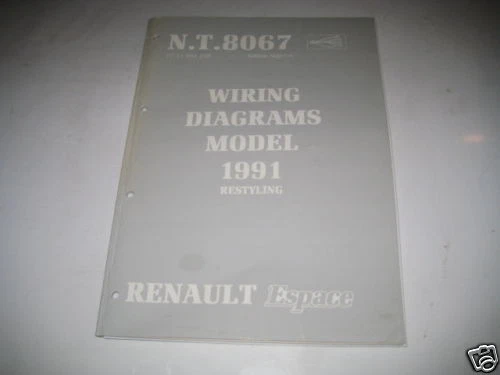 N.T.8067
WIRING
DIAGRAMS
MODEL
1991
RESTYLING
RENAULT Espace